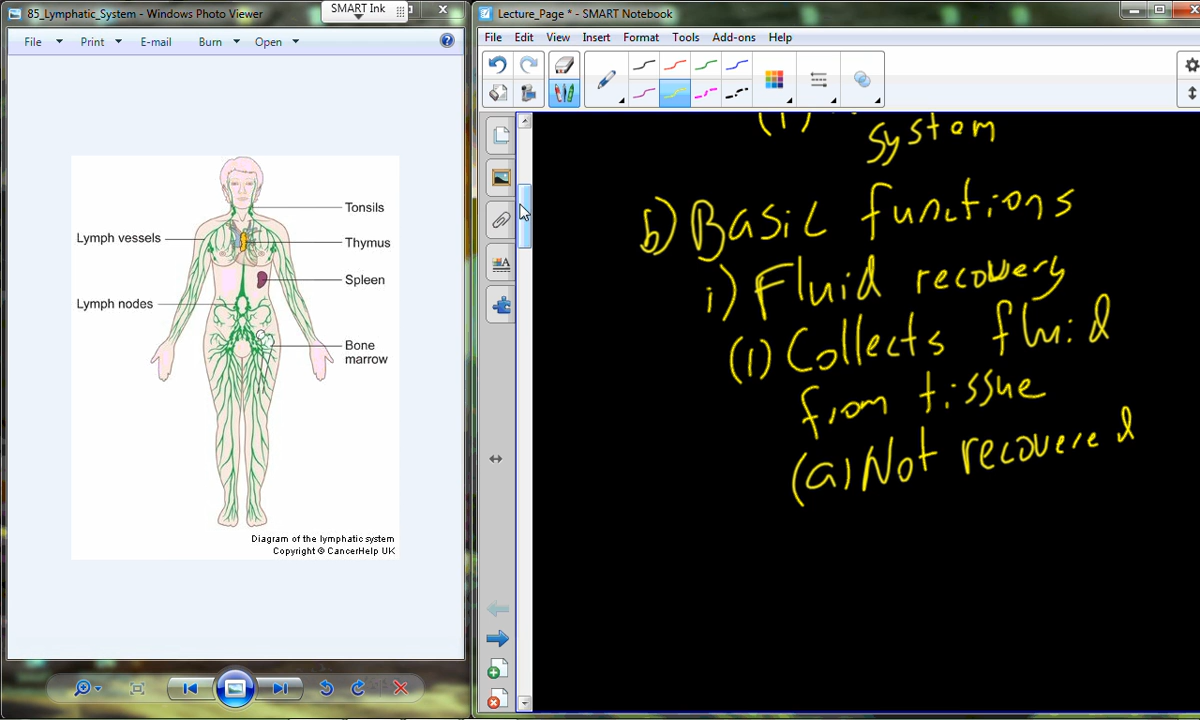 85_Lymphatic_System - Windows Photo Viewer
SMART Ink
File Print E-mail Burn Open
Tonsils
Lymph vessels
Thymus
Spleen
Lymph nodes
Bone
marrow
Diagram of the lymphatic system
Copyright © CancerHelp UK
Lecture_Page * - SMART Notebook
File Edit View Insert Format Tools Add-ons Help
system
b) Basic functions
i) Fluid recovery
(1) Collects fluid
from tissue
(a) Not recovered